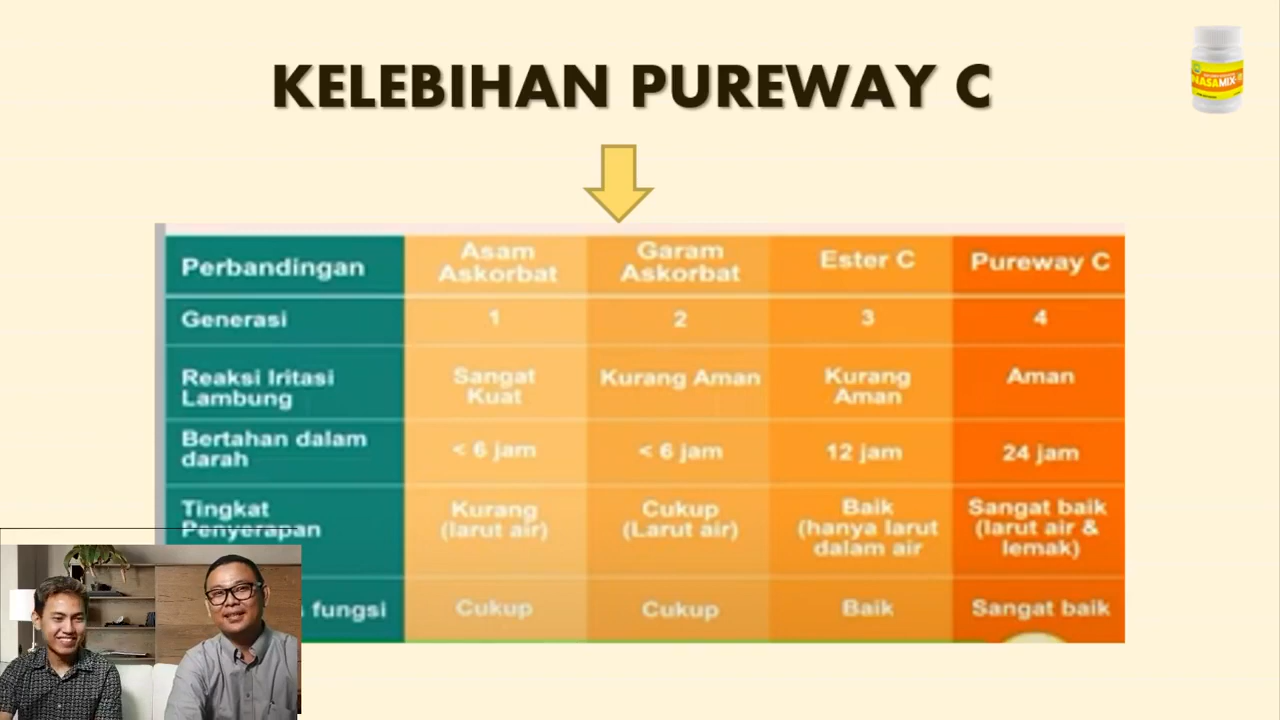 KELEBIHAN PUREWAY C
Perbandingan
Asam
Askorbat
Garam
Askorbat
Ester C
Pureway C
Generasi
1
2
3
4
Reaksi Iritasi
Lambung
Sangat
Kuat
Kurang Aman
Kurang
Aman
Aman
Bertahan dalam
darah
< 6 jam
< 6 jam
12 jam
24 jam
Tingkat
Penyerapan
Kurang
(larut air)
Cukup
(Larut air)
Baik
(hanya larut
dalam air
Sangat baik
(larut air &
lemak)
fungsi
Cukup
Cukup
Baik
Sangat baik